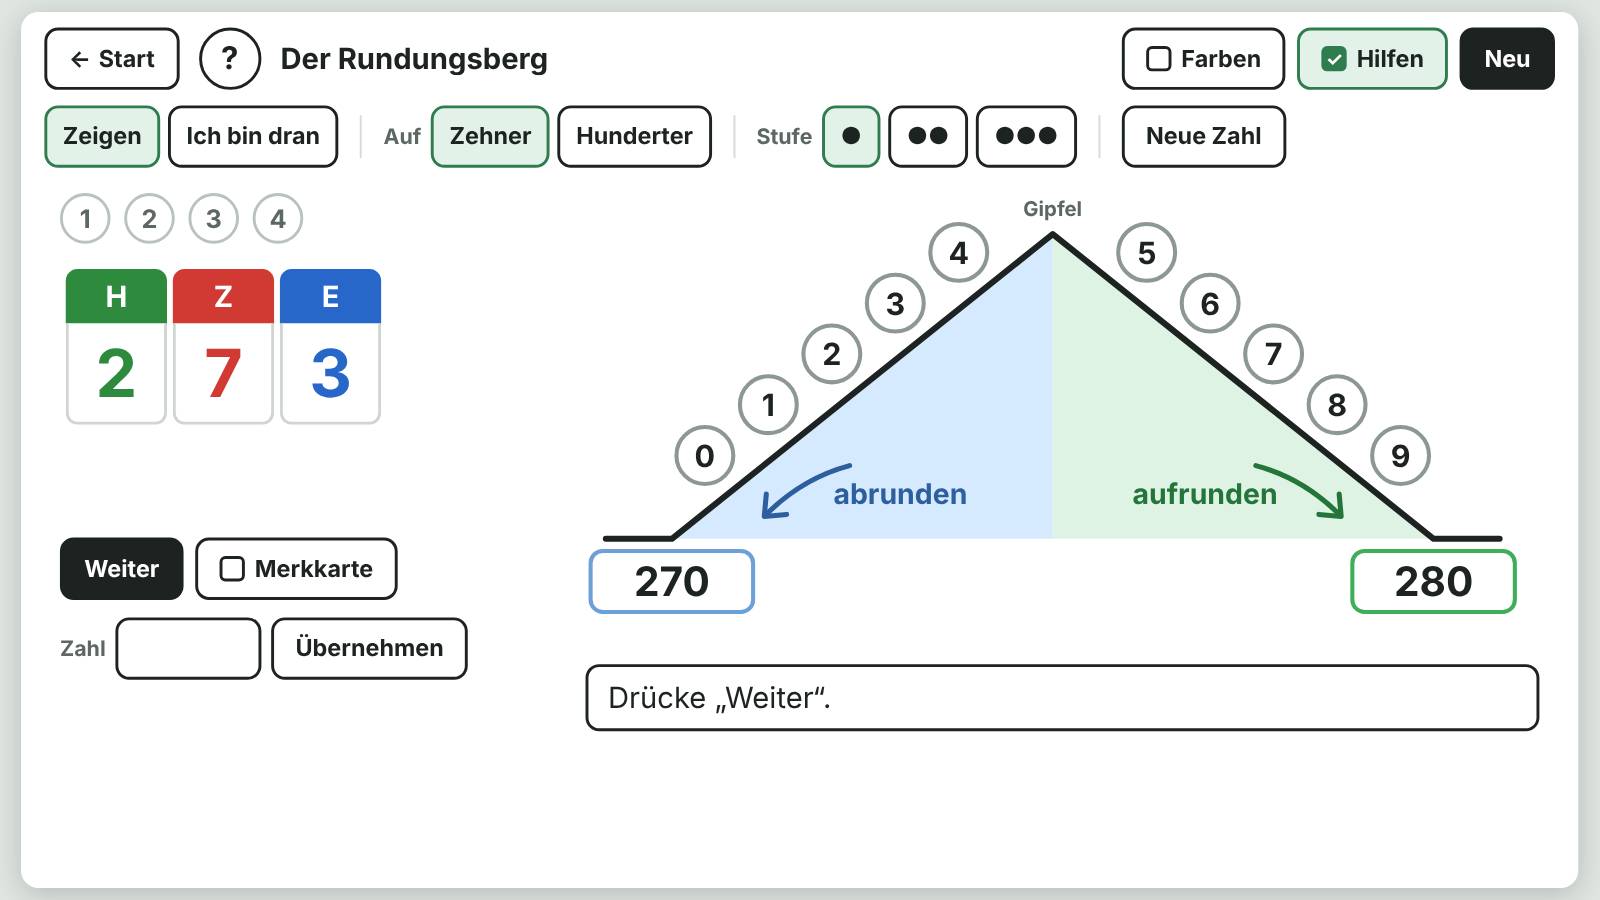 ← Start ? Der Rundungsberg Farben Hilfen Neu
Zeigen Ich bin dran Auf Zehner Hunderter Stufe Neue Zahl
1 2 3 4
H Z E
2 7 3
Weiter Merkkarte
Zahl Übernehmen
Gipfel
4 5
3 6
2 7
1 8
0 9
abrunden aufrunden
270 280
Drücke „Weiter“.